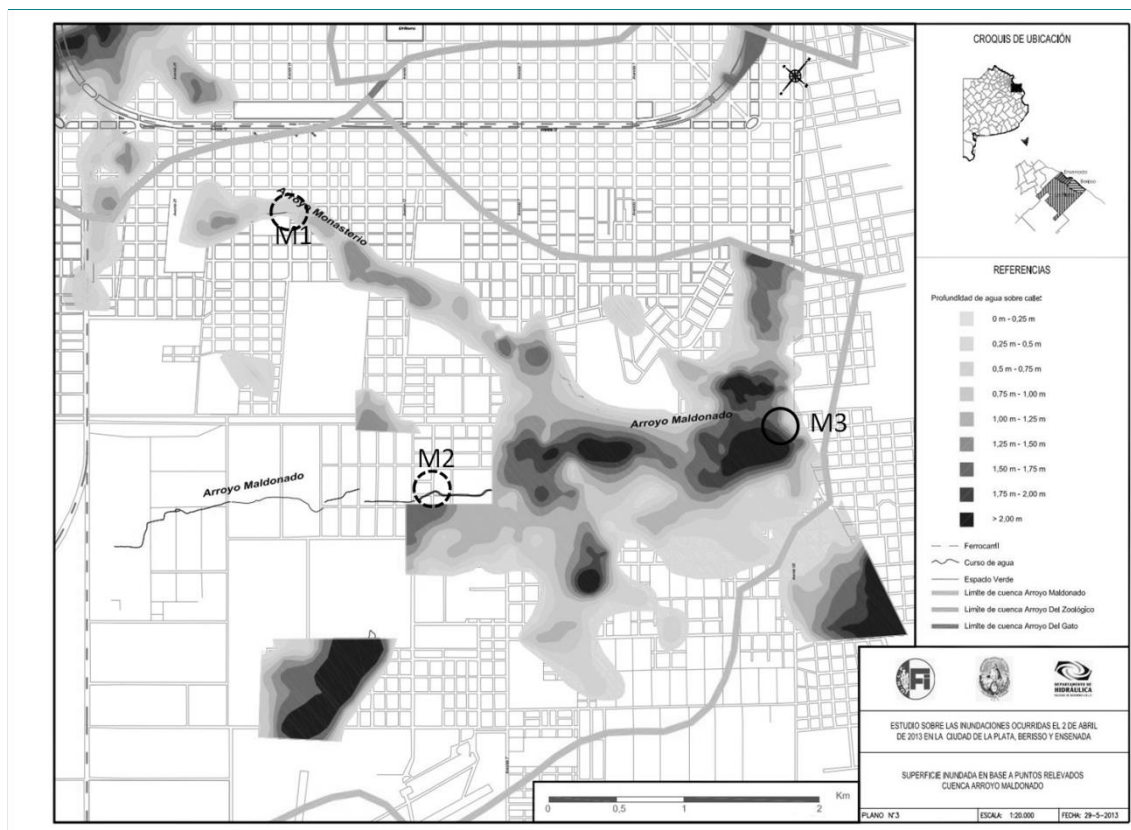 Arroyo Monasterio
M1
Arroyo Maldonado
M3
M2
Arroyo Maldonado
Km
0
0,5
1
2
CROQUIS DE UBICACIÓN
Ensenada
Berisso
REFERENCIAS
Profundidad de agua sobre calle:
0 m - 0,25 m
0,25 m - 0,5 m
0,5 m - 0,75 m
0,75 m - 1,00 m
1,00 m - 1,25 m
1,25 m - 1,50 m
1,50 m - 1,75 m
1,75 m - 2,00 m
> 2,00 m
Ferrocarril
Curso de agua
Espacio Verde
Límite de cuenca Arroyo Maldonado
Límite de cuenca Arroyo Del Zoológico
Límite de cuenca Arroyo Del Gato
Fi
DEPARTAMENTO DE
HIDRÁULICA
ESTUDIO SOBRE LAS INUNDACIONES OCURRIDAS EL 2 DE ABRIL
DE 2013 EN LA CIUDAD DE LA PLATA, BERISSO Y ENSENADA
SUPERFICIE INUNDADA EN BASE A PUNTOS RELEVADOS
CUENCA ARROYO MALDONADO
PLANO N'3
ESCALA: 1:20.000
FECHA: 29-5-2013